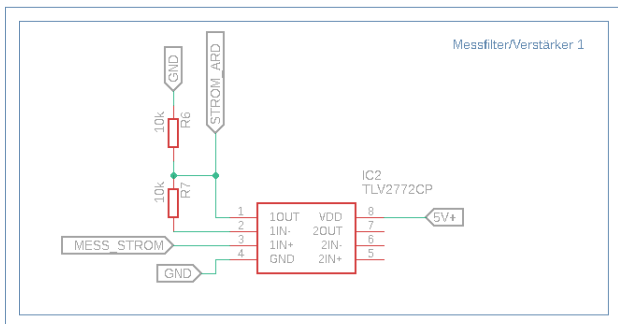 Messfilter/Verstärker 1
GND
STROM_ARD
10k
R6
10k
R7
IC2
TLV2772CP
1 1OUT VDD 8 5V+
2 1IN- 2OUT 7
MESS_STROM 3 1IN+ 2IN- 6
GND 4 GND 2IN+ 5